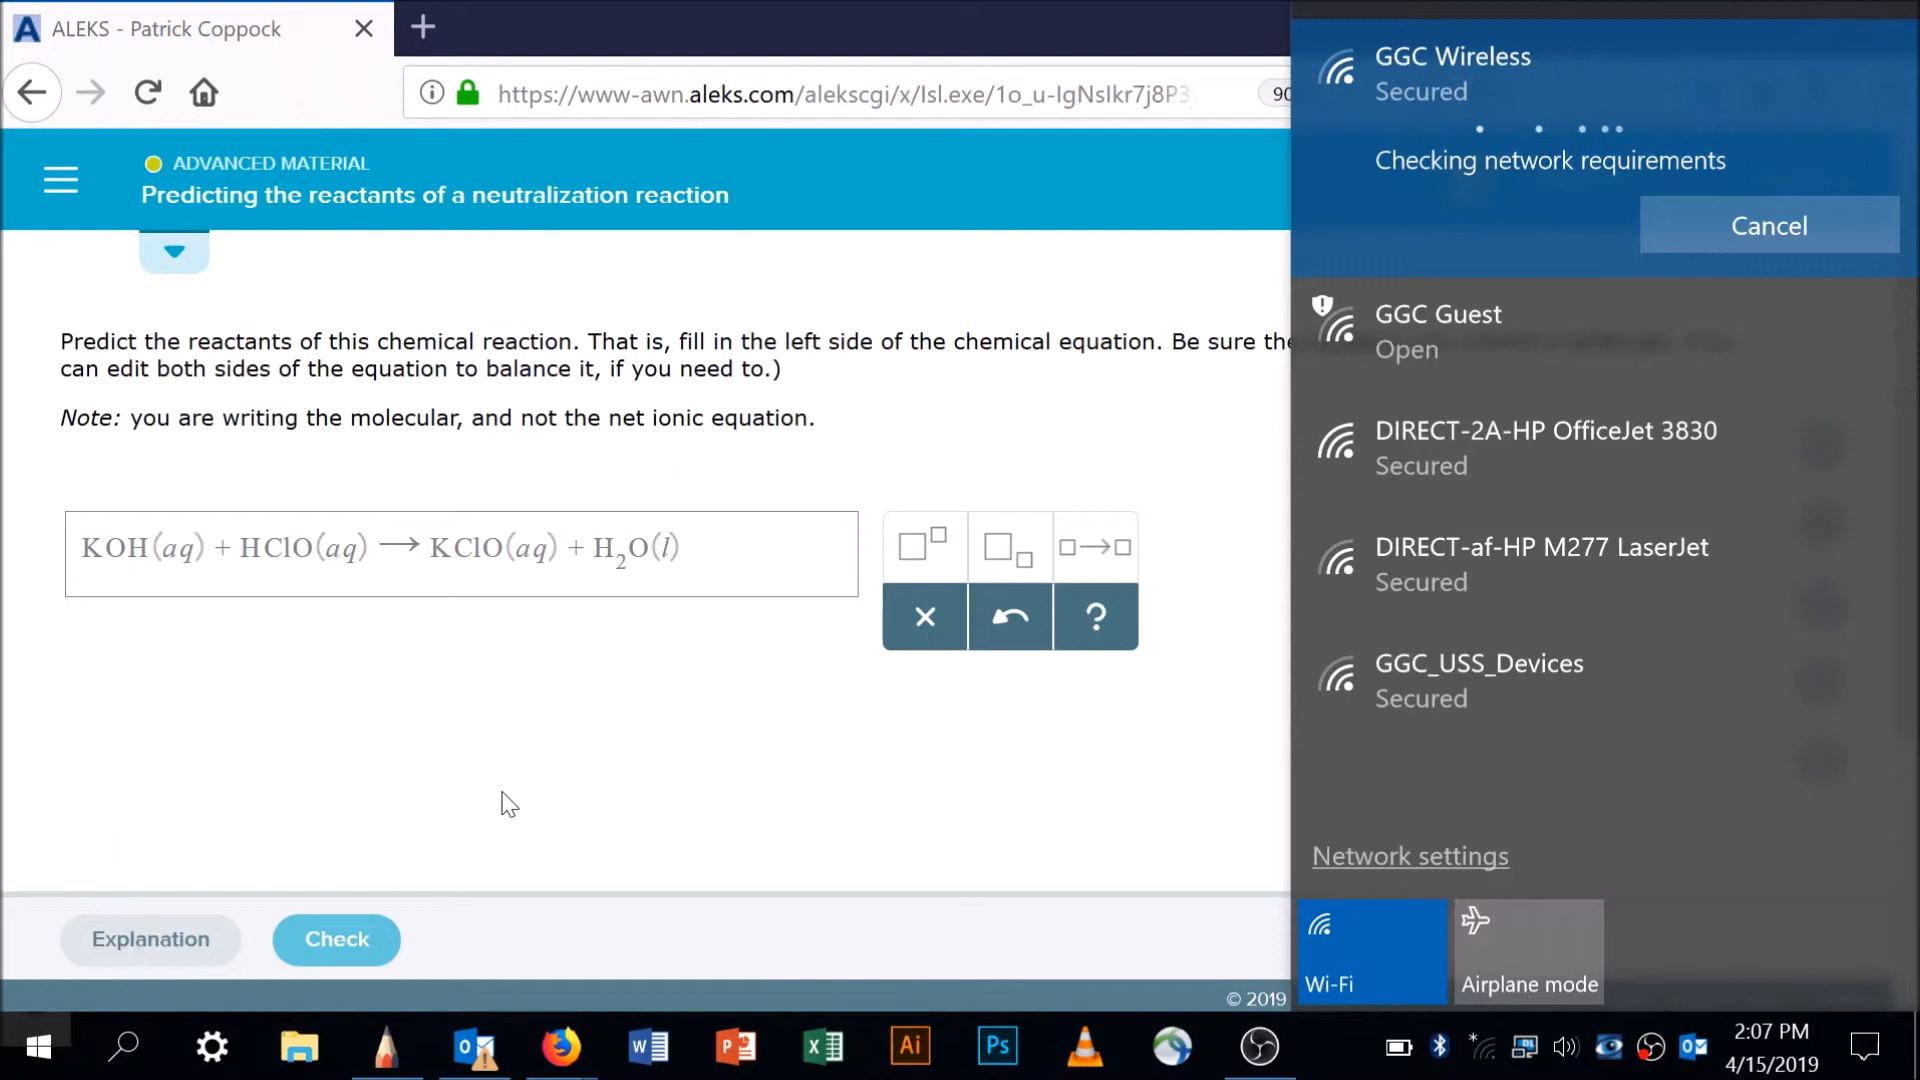 ALEKS - Patrick Coppock
https://www-awn.aleks.com/alekscgi/x/Isl.exe/1o_u-IgNsIkr7j8P3
90
ADVANCED MATERIAL
Predicting the reactants of a neutralization reaction
Predict the reactants of this chemical reaction. That is, fill in the left side of the chemical equation. Be sure the
can edit both sides of the equation to balance it, if you need to.)
Note: you are writing the molecular, and not the net ionic equation.
KOH(aq) + HClO(aq) ⟶ KClO(aq) + H₂O(l)
?
Explanation
Check
© 2019
GGC Wireless
Secured
Checking network requirements
Cancel
GGC Guest
Open
DIRECT-2A-HP OfficeJet 3830
Secured
DIRECT-af-HP M277 LaserJet
Secured
GGC_USS_Devices
Secured
Network settings
Wi-Fi
Airplane mode
Ai
Ps
2:07 PM
4/15/2019